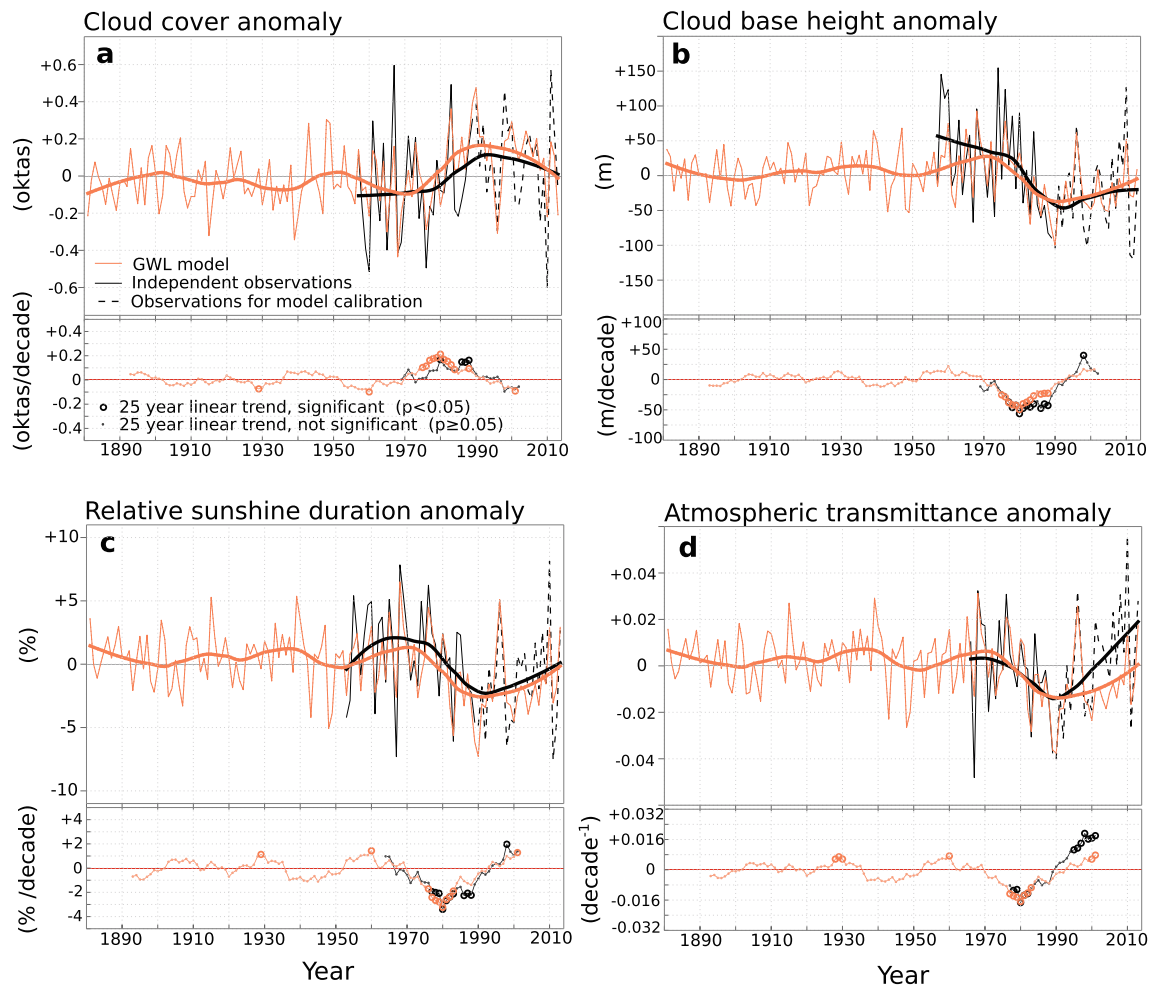 Cloud cover anomaly
a
+0.6
+0.4
+0.2
0
-0.2
-0.4
-0.6
(oktas)
GWL model
Independent observations
Observations for model calibration
+0.4
+0.2
0
-0.2
-0.4
(oktas/decade)
25 year linear trend, significant (p<0.05)
25 year linear trend, not significant (p≥0.05)
1890 1910 1930 1950 1970 1990 2010
Cloud base height anomaly
b
+150
+100
+50
0
-50
-100
-150
(m)
+100
+50
0
-50
-100
(m/decade)
1890 1910 1930 1950 1970 1990 2010
Relative sunshine duration anomaly
c
+10
+5
0
-5
-10
(%)
+4
+2
0
-2
-4
(% /decade)
1890 1910 1930 1950 1970 1990 2010
Year
Atmospheric transmittance anomaly
d
+0.04
+0.02
0
-0.02
-0.04
+0.032
+0.016
0
-0.016
-0.032
(decade⁻¹)
1890 1910 1930 1950 1970 1990 2010
Year